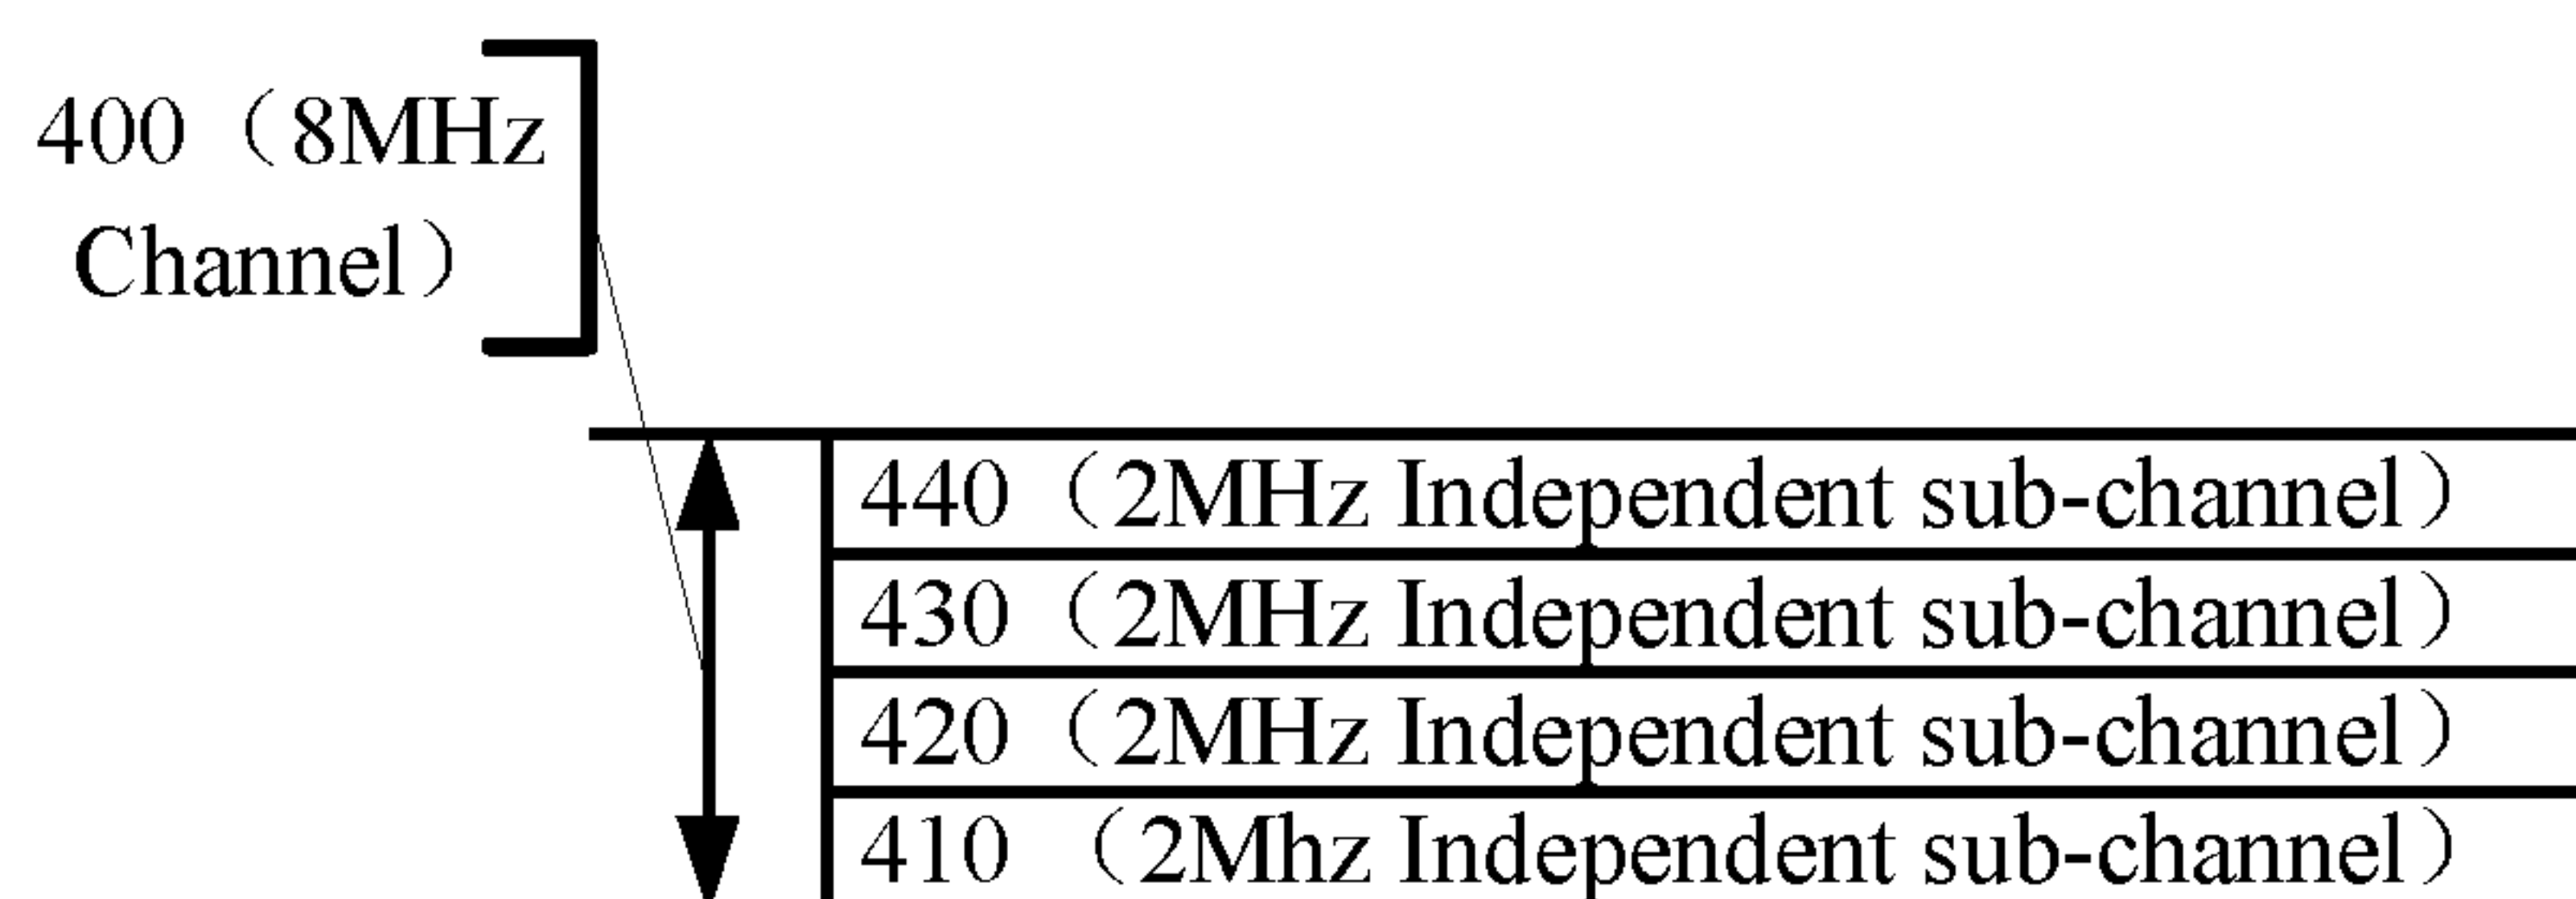 400（8MHz
Channel）
440（2MHz Independent sub-channel）
430（2MHz Independent sub-channel）
420（2MHz Independent sub-channel）
410 （2Mhz Independent sub-channel）